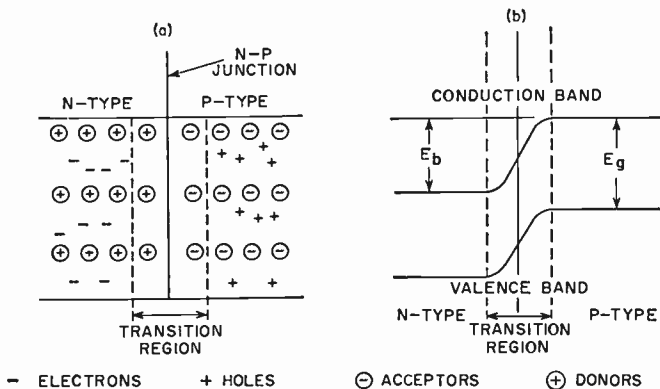 (a)
N-P
JUNCTION
N-TYPE
P-TYPE
TRANSITION
REGION
(b)
CONDUCTION BAND
E_b
E_g
VALENCE BAND
N-TYPE
TRANSITION
REGION
P-TYPE
- ELECTRONS
+ HOLES
⊖ ACCEPTORS
⊕ DONORS